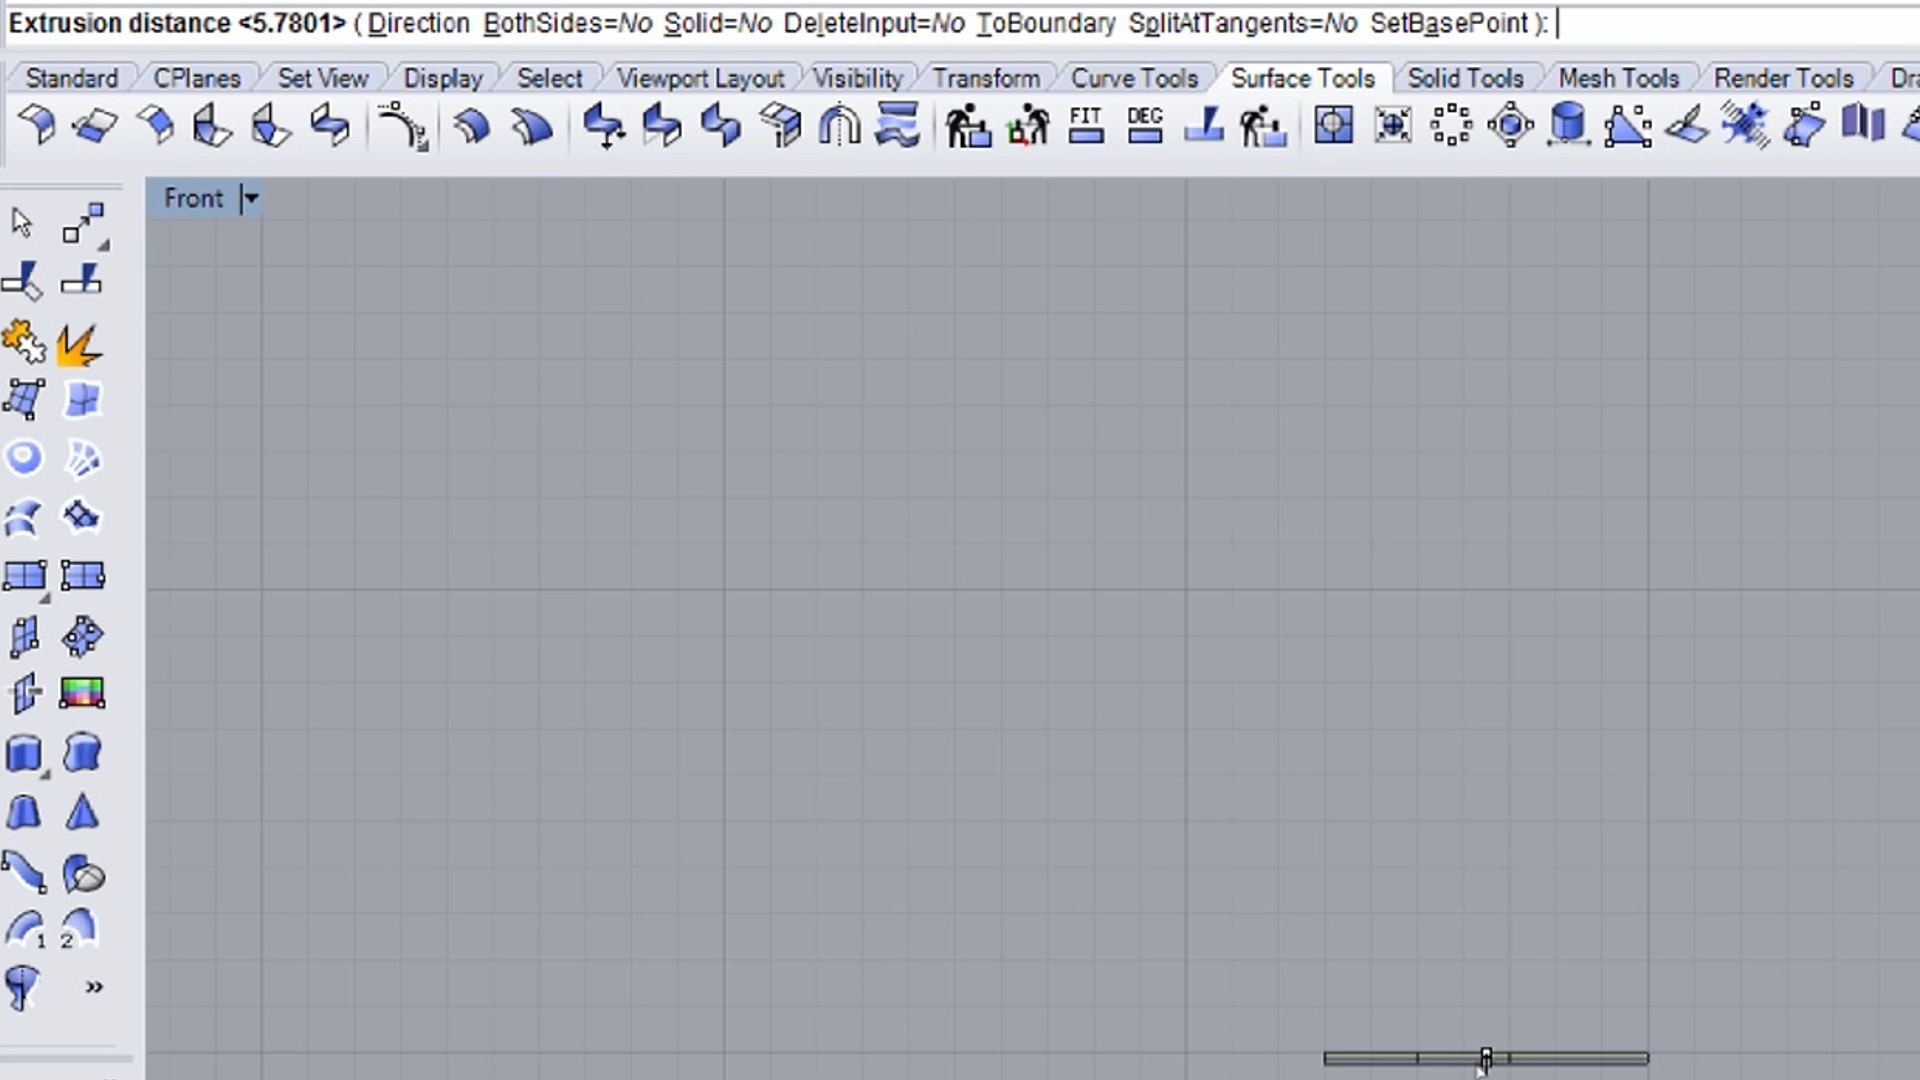 Extrusion distance <5.7801> ( Direction BothSides=No Solid=No DeleteInput=No ToBoundary SplitAtTangents=No SetBasePoint ):
Standard CPlanes Set View Display Select Viewport Layout Visibility Transform Curve Tools Surface Tools Solid Tools Mesh Tools Render Tools Dra
FIT DEG
Front
1 2